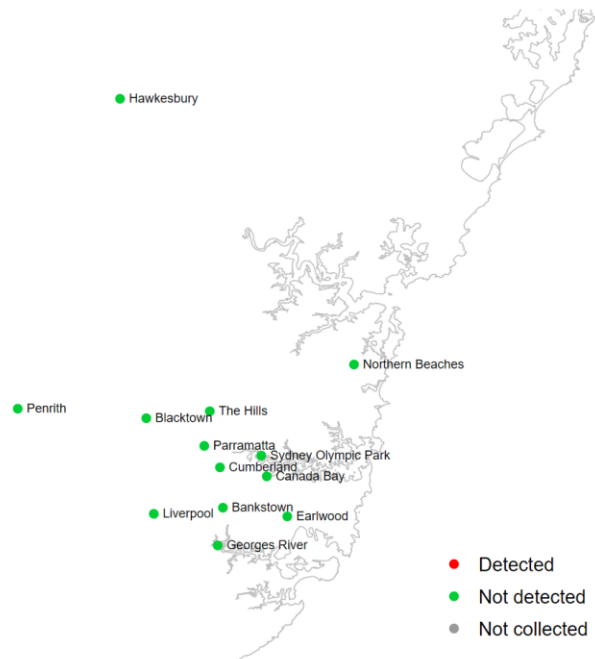 Hawkesbury
Northern Beaches
Penrith
The Hills
Blacktown
Parramatta
Sydney Olympic Park
Cumberland
Canada Bay
Bankstown
Liverpool
Earlwood
Georges River
Detected
Not detected
Not collected